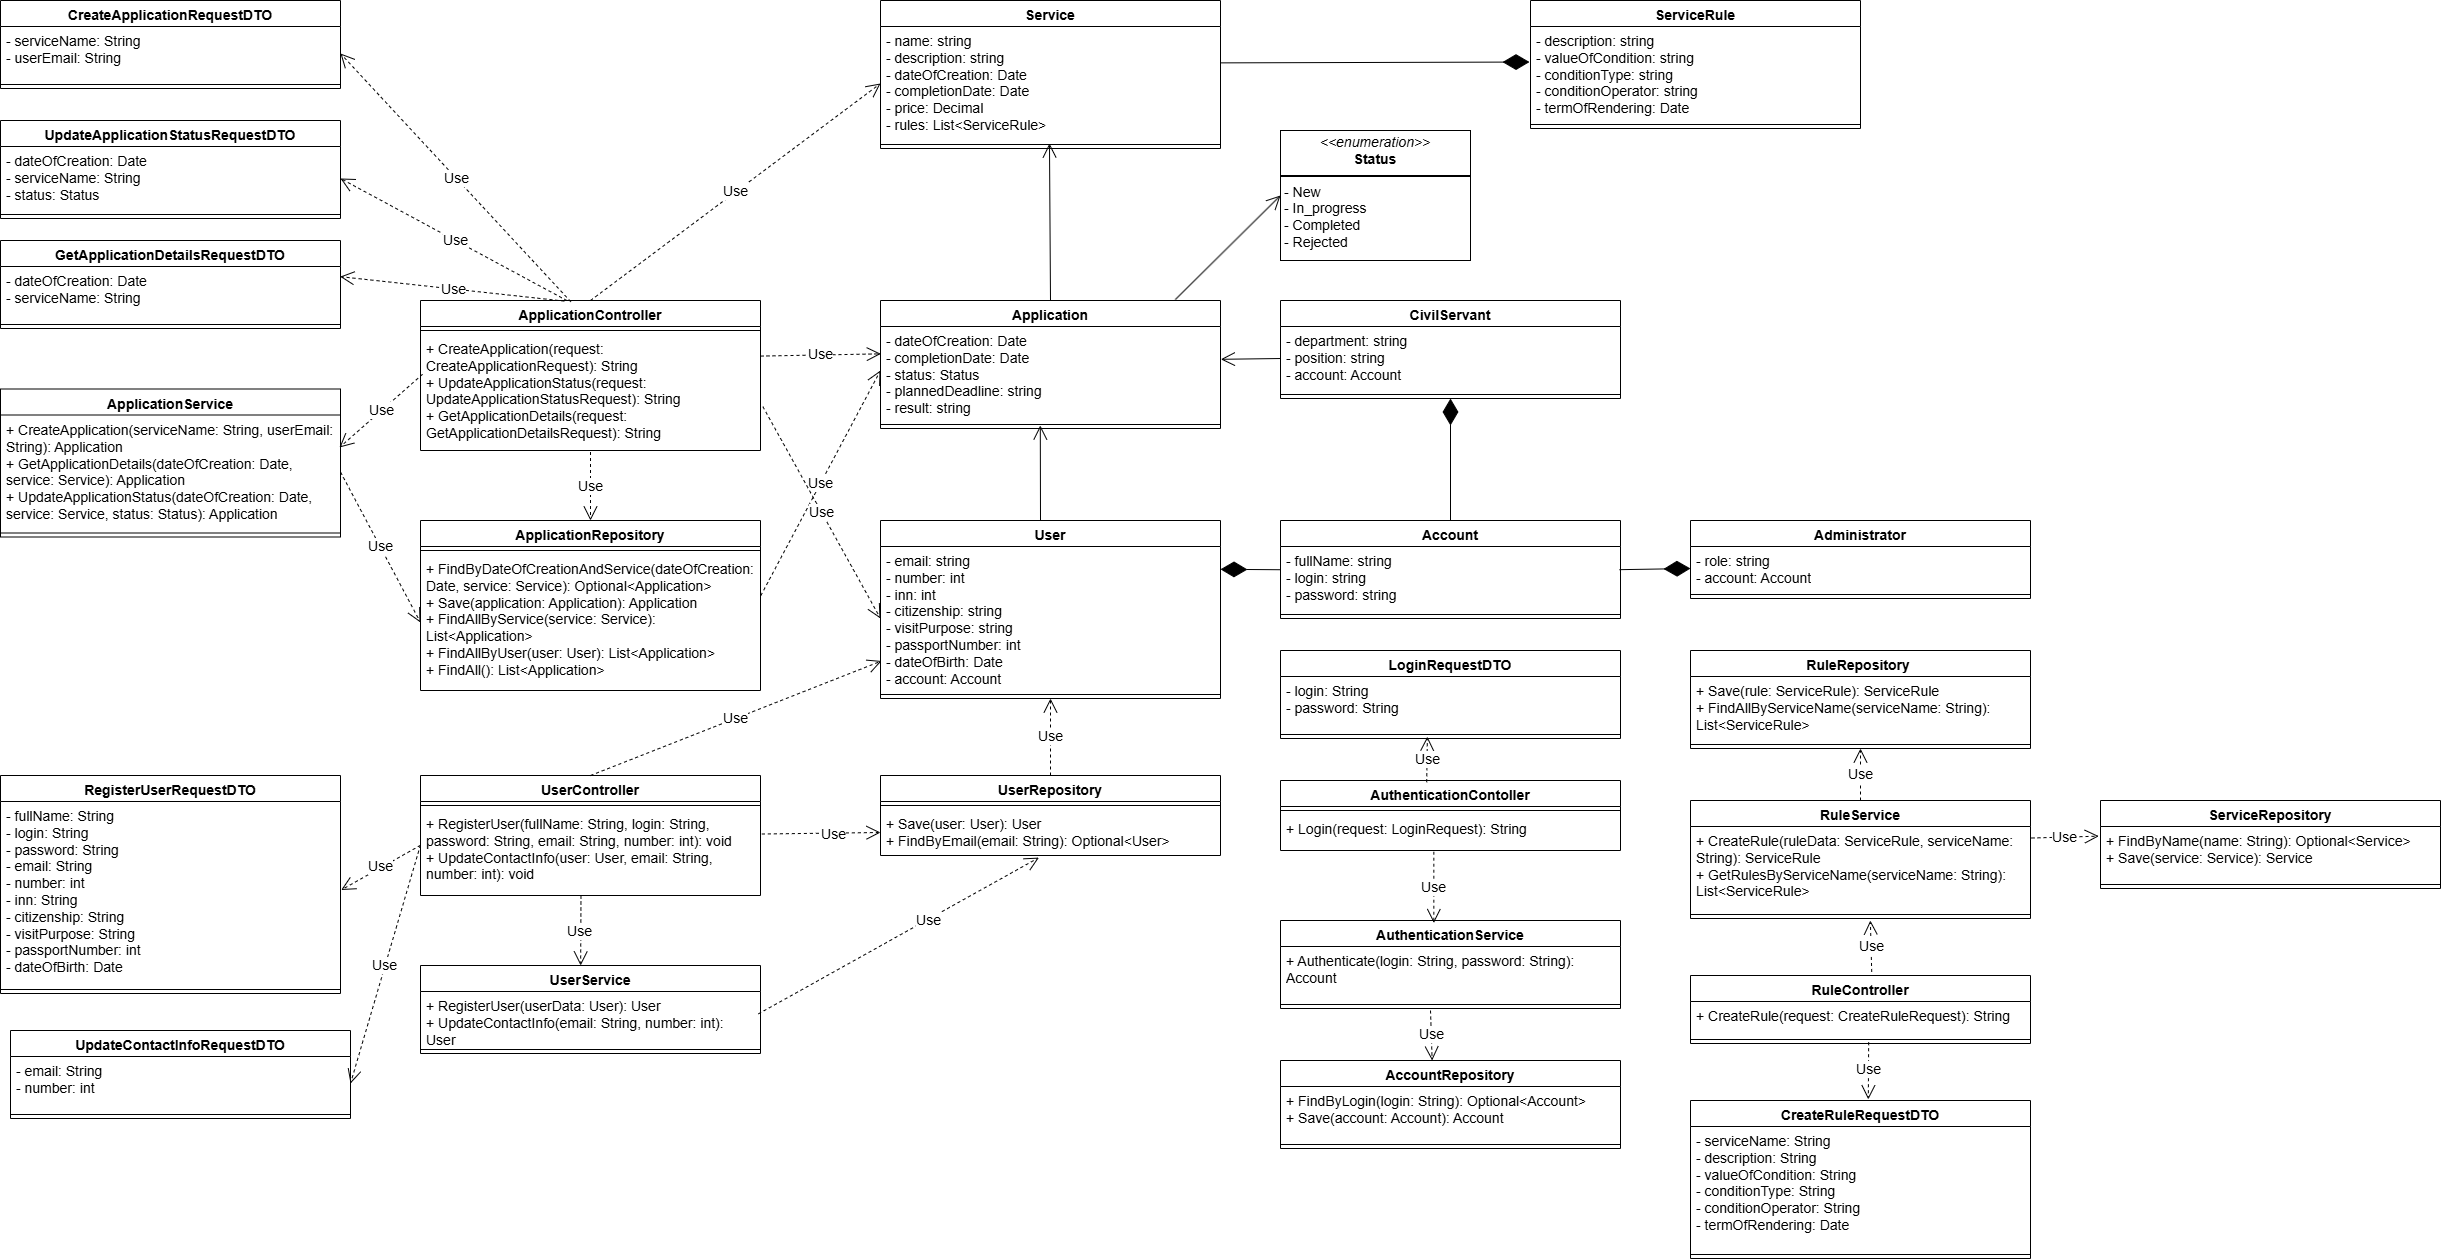 CreateApplicationRequestDTO
- serviceName: String
- userEmail: String
UpdateApplicationStatusRequestDTO
- dateOfCreation: Date
- serviceName: String
- status: Status
GetApplicationDetailsRequestDTO
- dateOfCreation: Date
- serviceName: String
Use
Use
Use
Use
Service
- name: string
- description: string
- dateOfCreation: Date
- completionDate: Date
- price: Decimal
- rules: List<ServiceRule>
ServiceRule
- description: string
- valueOfCondition: string
- conditionType: string
- conditionOperator: string
- termOfRendering: Date
<<enumeration>>
Status
- New
- In_progress
- Completed
- Rejected
ApplicationController
+ CreateApplication(request:
CreateApplicationRequest): String
+ UpdateApplicationStatus(request:
UpdateApplicationStatusRequest): String
+ GetApplicationDetails(request:
GetApplicationDetailsRequest): String
Use
Application
- dateOfCreation: Date
- completionDate: Date
- status: Status
- plannedDeadline: string
- result: string
CivilServant
- department: string
- position: string
- account: Account
ApplicationService
+ CreateApplication(serviceName: String, userEmail:
String): Application
+ GetApplicationDetails(dateOfCreation: Date,
service: Service): Application
+ UpdateApplicationStatus(dateOfCreation: Date,
service: Service, status: Status): Application
Use
Use
Use
Use
Use
ApplicationRepository
+ FindByDateOfCreationAndService(dateOfCreation:
Date, service: Service): Optional<Application>
+ Save(application: Application): Application
+ FindAllByService(service: Service):
List<Application>
+ FindAllByUser(user: User): List<Application>
+ FindAll(): List<Application>
User
- email: string
- number: int
- inn: int
- citizenship: string
- visitPurpose: string
- passportNumber: int
- dateOfBirth: Date
- account: Account
Account
- fullName: string
- login: string
- password: string
Administrator
- role: string
- account: Account
Use
Use
LoginRequestDTO
- login: String
- password: String
RuleRepository
+ Save(rule: ServiceRule): ServiceRule
+ FindAllByServiceName(serviceName: String):
List<ServiceRule>
Use
Use
RegisterUserRequestDTO
- fullName: String
- login: String
- password: String
- email: String
- number: int
- inn: String
- citizenship: String
- visitPurpose: String
- passportNumber: int
- dateOfBirth: Date
Use
UserController
+ RegisterUser(fullName: String, login: String,
password: String, email: String, number: int): void
+ UpdateContactInfo(user: User, email: String,
number: int): void
Use
UserRepository
+ Save(user: User): User
+ FindByEmail(email: String): Optional<User>
AuthenticationContoller
+ Login(request: LoginRequest): String
RuleService
+ CreateRule(ruleData: ServiceRule, serviceName:
String): ServiceRule
+ GetRulesByServiceName(serviceName: String):
List<ServiceRule>
Use
ServiceRepository
+ FindByName(name: String): Optional<Service>
+ Save(service: Service): Service
Use
Use
Use
Use
Use
UserService
+ RegisterUser(userData: User): User
+ UpdateContactInfo(email: String, number: int):
User
AuthenticationService
+ Authenticate(login: String, password: String):
Account
RuleController
+ CreateRule(request: CreateRuleRequest): String
UpdateContactInfoRequestDTO
- email: String
- number: int
Use
Use
AccountRepository
+ FindByLogin(login: String): Optional<Account>
+ Save(account: Account): Account
CreateRuleRequestDTO
- serviceName: String
- description: String
- valueOfCondition: String
- conditionType: String
- conditionOperator: String
- termOfRendering: Date